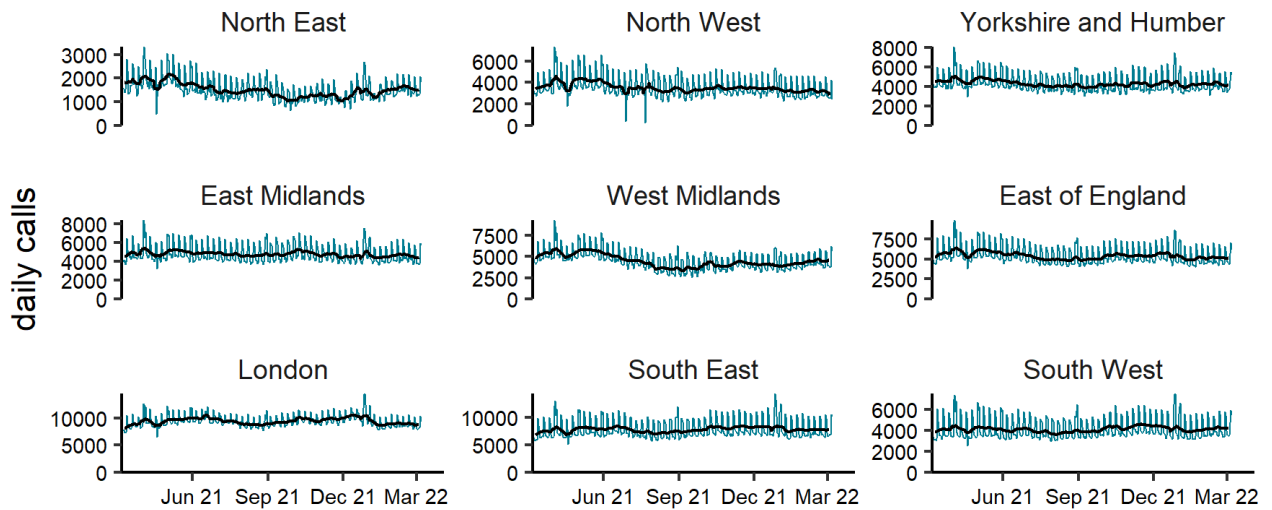 North East
North West
Yorkshire and Humber
3000
2000
1000
0
6000
4000
2000
0
8000
6000
4000
2000
0
daily calls
East Midlands
West Midlands
East of England
8000
6000
4000
2000
0
7500
5000
2500
0
7500
5000
2500
0
London
South East
South West
10000
5000
0
10000
5000
0
6000
4000
2000
0
Jun 21 Sep 21 Dec 21 Mar 22
Jun 21 Sep 21 Dec 21 Mar 22
Jun 21 Sep 21 Dec 21 Mar 22